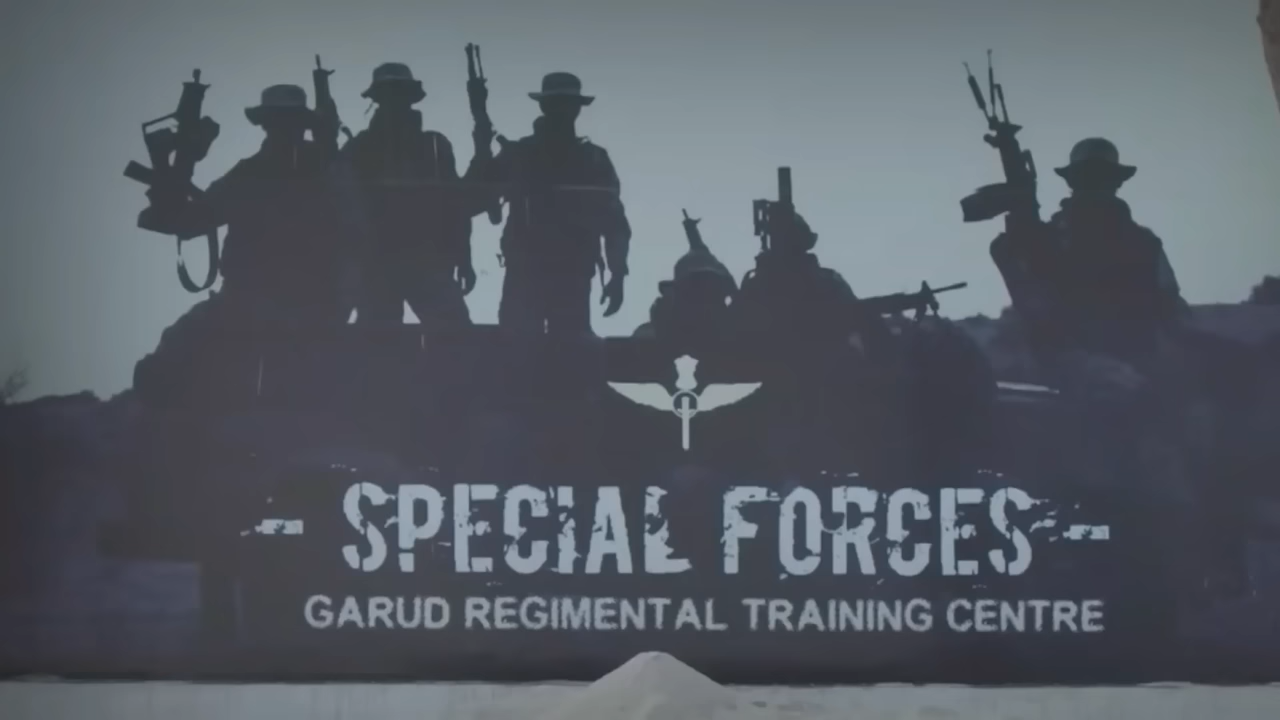 - SPECIAL FORCES -
GARUD REGIMENTAL TRAINING CENTRE